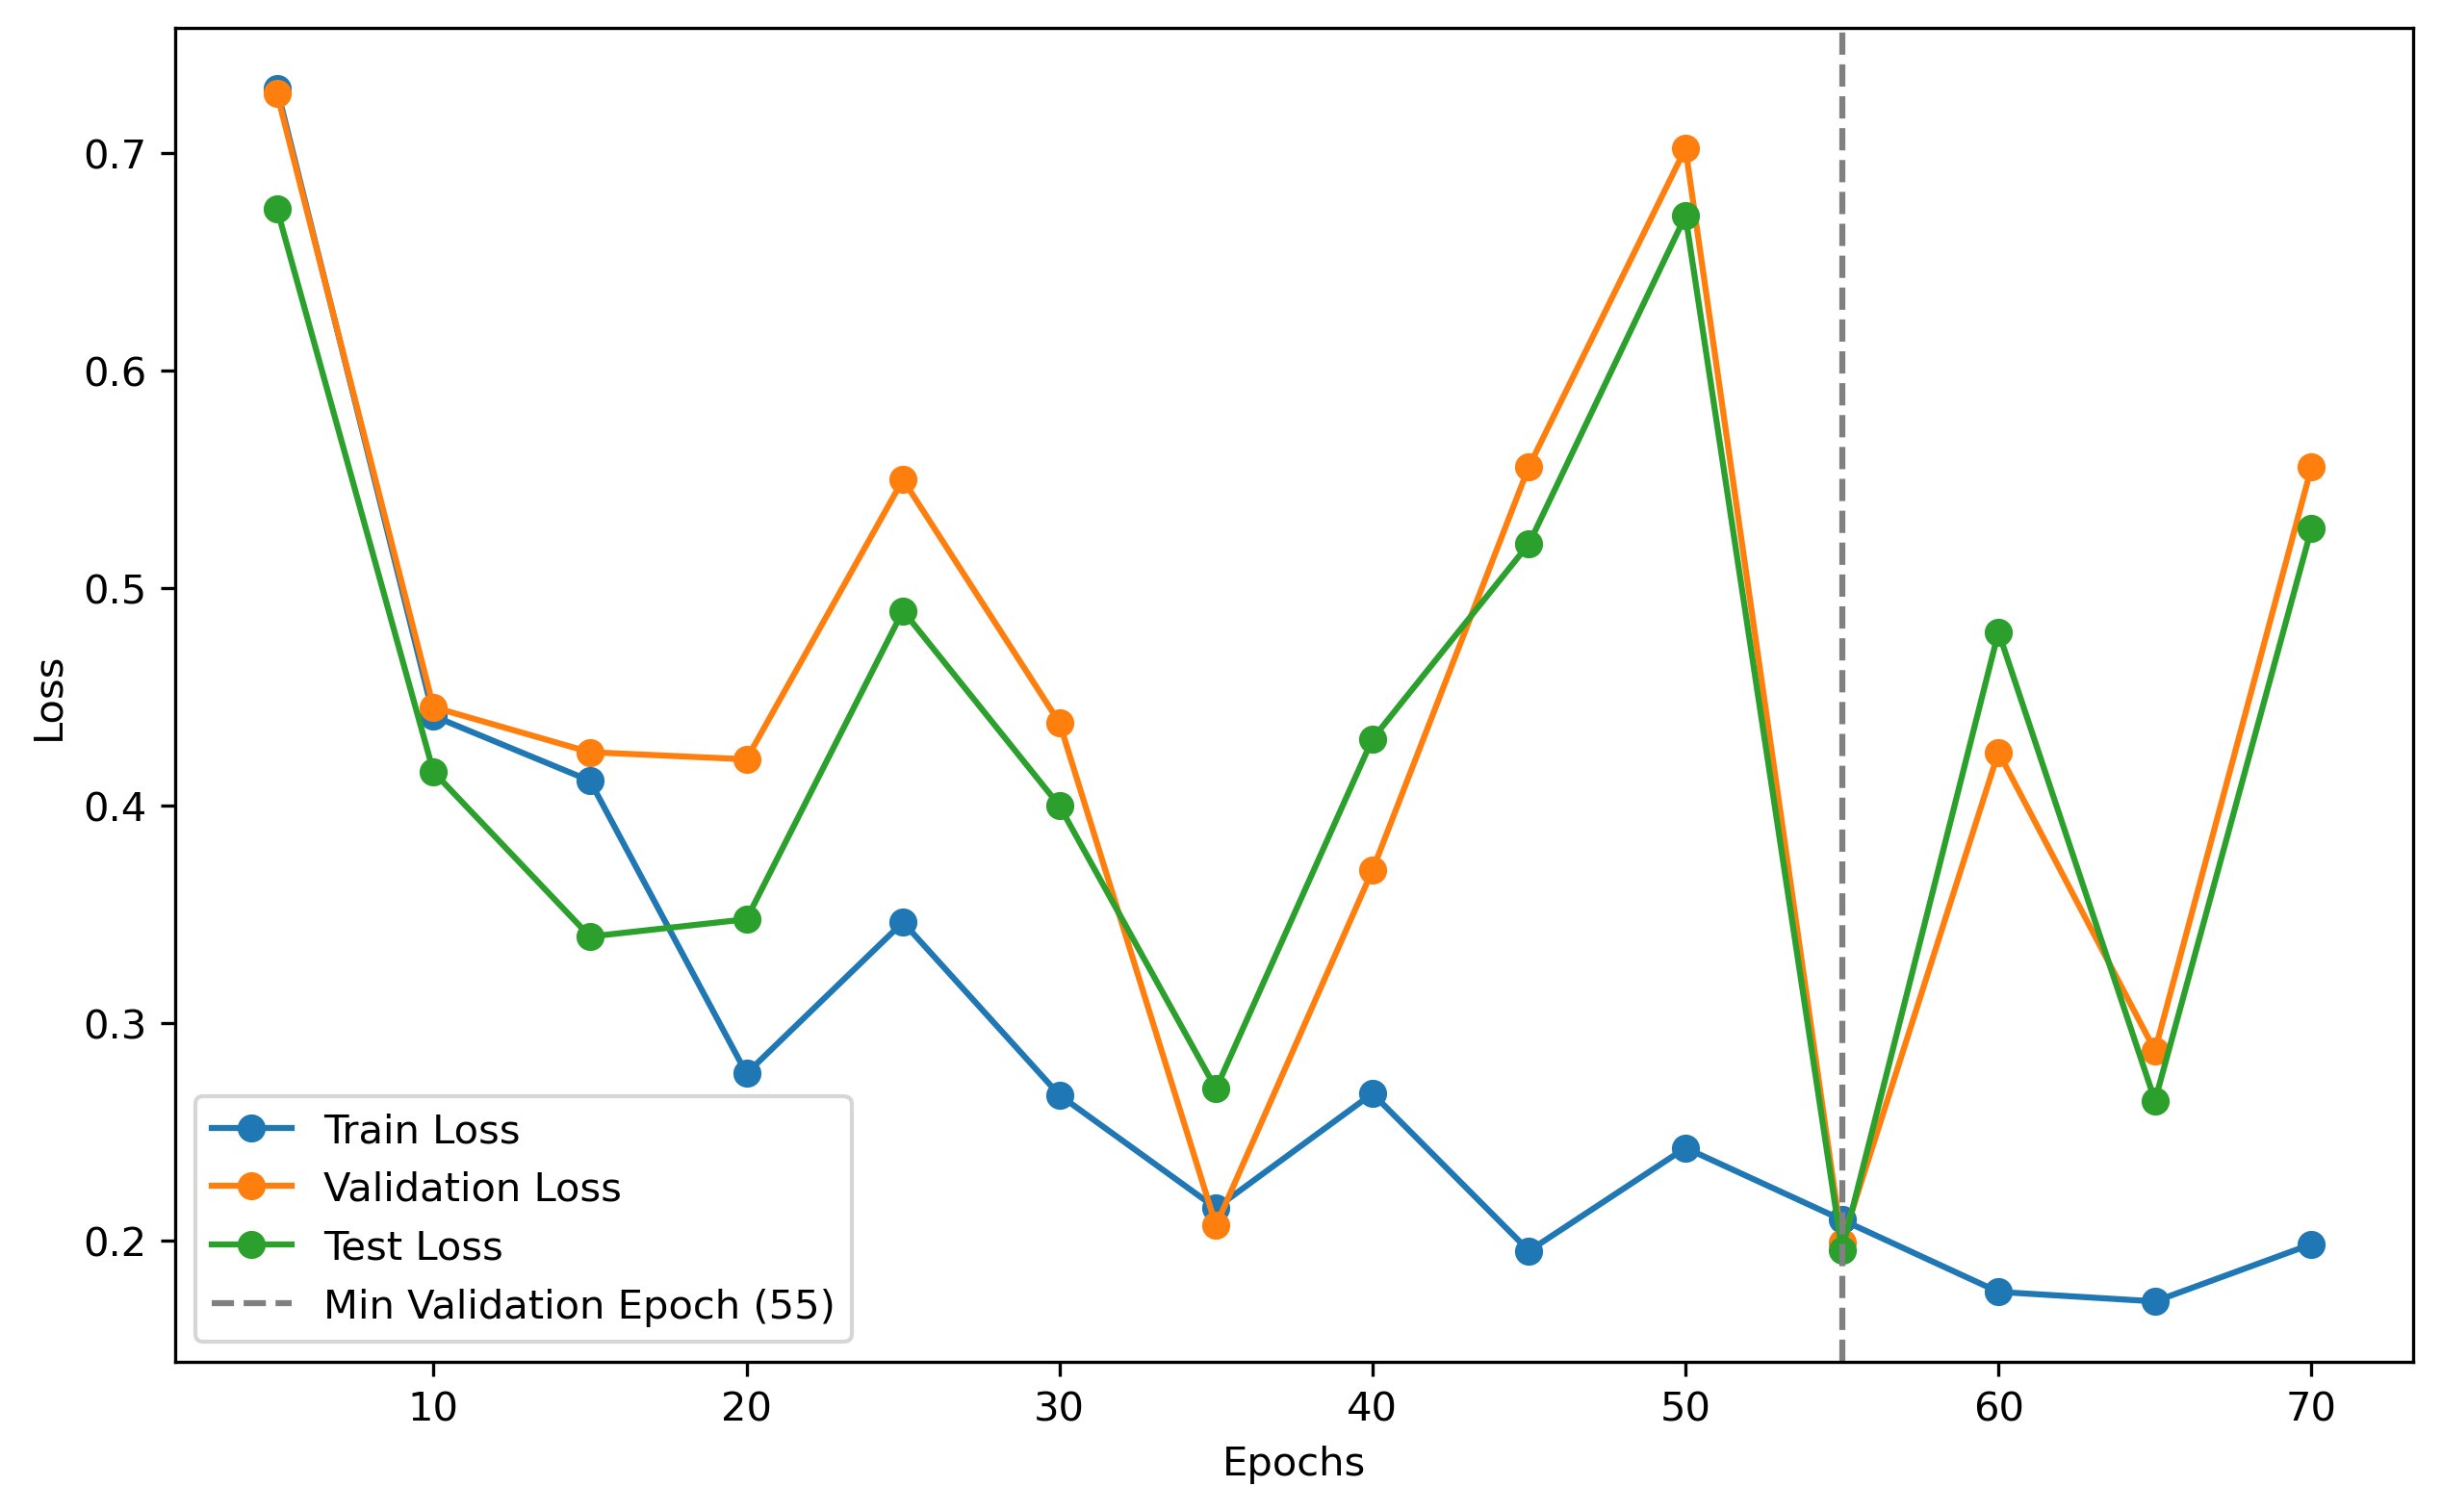 0.7
0.6
0.5
0.4
0.3
0.2
Loss
Train Loss
Validation Loss
Test Loss
Min Validation Epoch (55)
10 20 30 40 50 60 70
Epochs